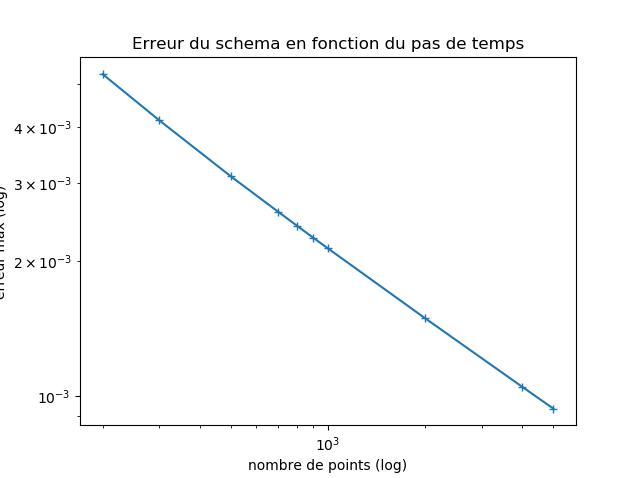 Erreur du schema en fonction du pas de temps
4 × 10⁻³
3 × 10⁻³
2 × 10⁻³
10⁻³
erreur max (log)
10³
nombre de points (log)